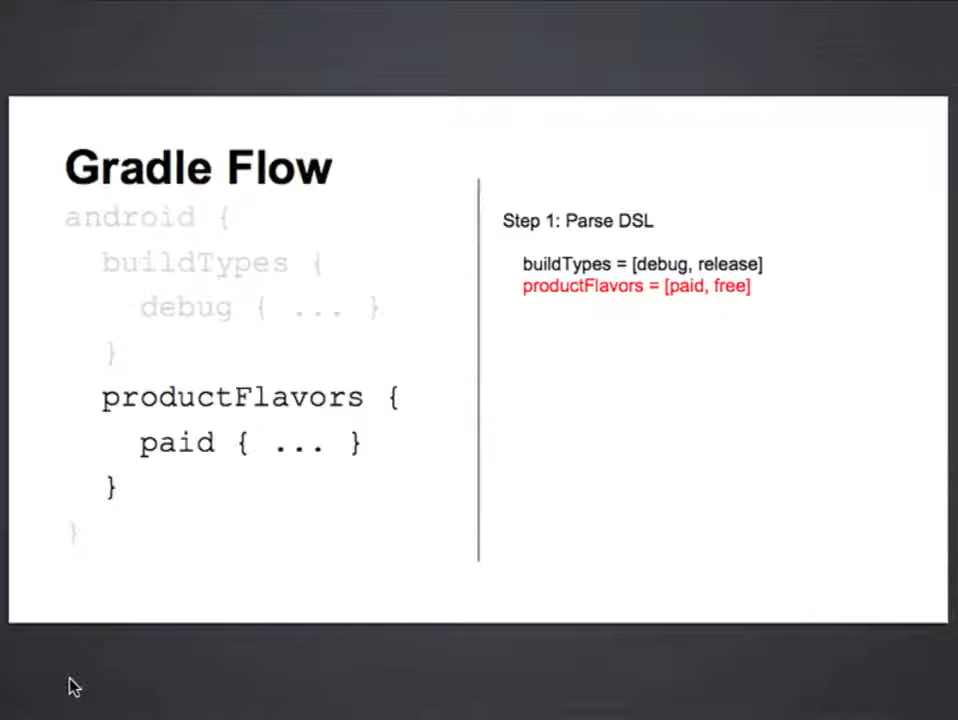 Gradle Flow
android {
buildTypes {
debug { ... }
}
productFlavors {
paid { ... }
}
}
Step 1: Parse DSL
buildTypes = [debug, release]
productFlavors = [paid, free]